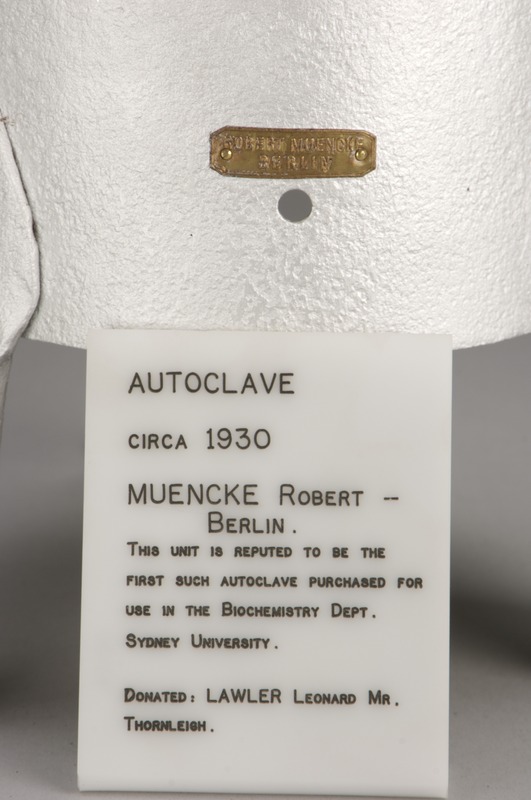 ROBERT MUENCKE
BERLIN
AUTOCLAVE
CIRCA 1930
MUENCKE ROBERT --
BERLIN.
THIS UNIT IS REPUTED TO BE THE
FIRST SUCH AUTOCLAVE PURCHASED FOR
USE IN THE BIOCHEMISTRY DEPT.
SYDNEY UNIVERSITY.
DONATED: LAWLER LEONARD MR.
THORNLEIGH.